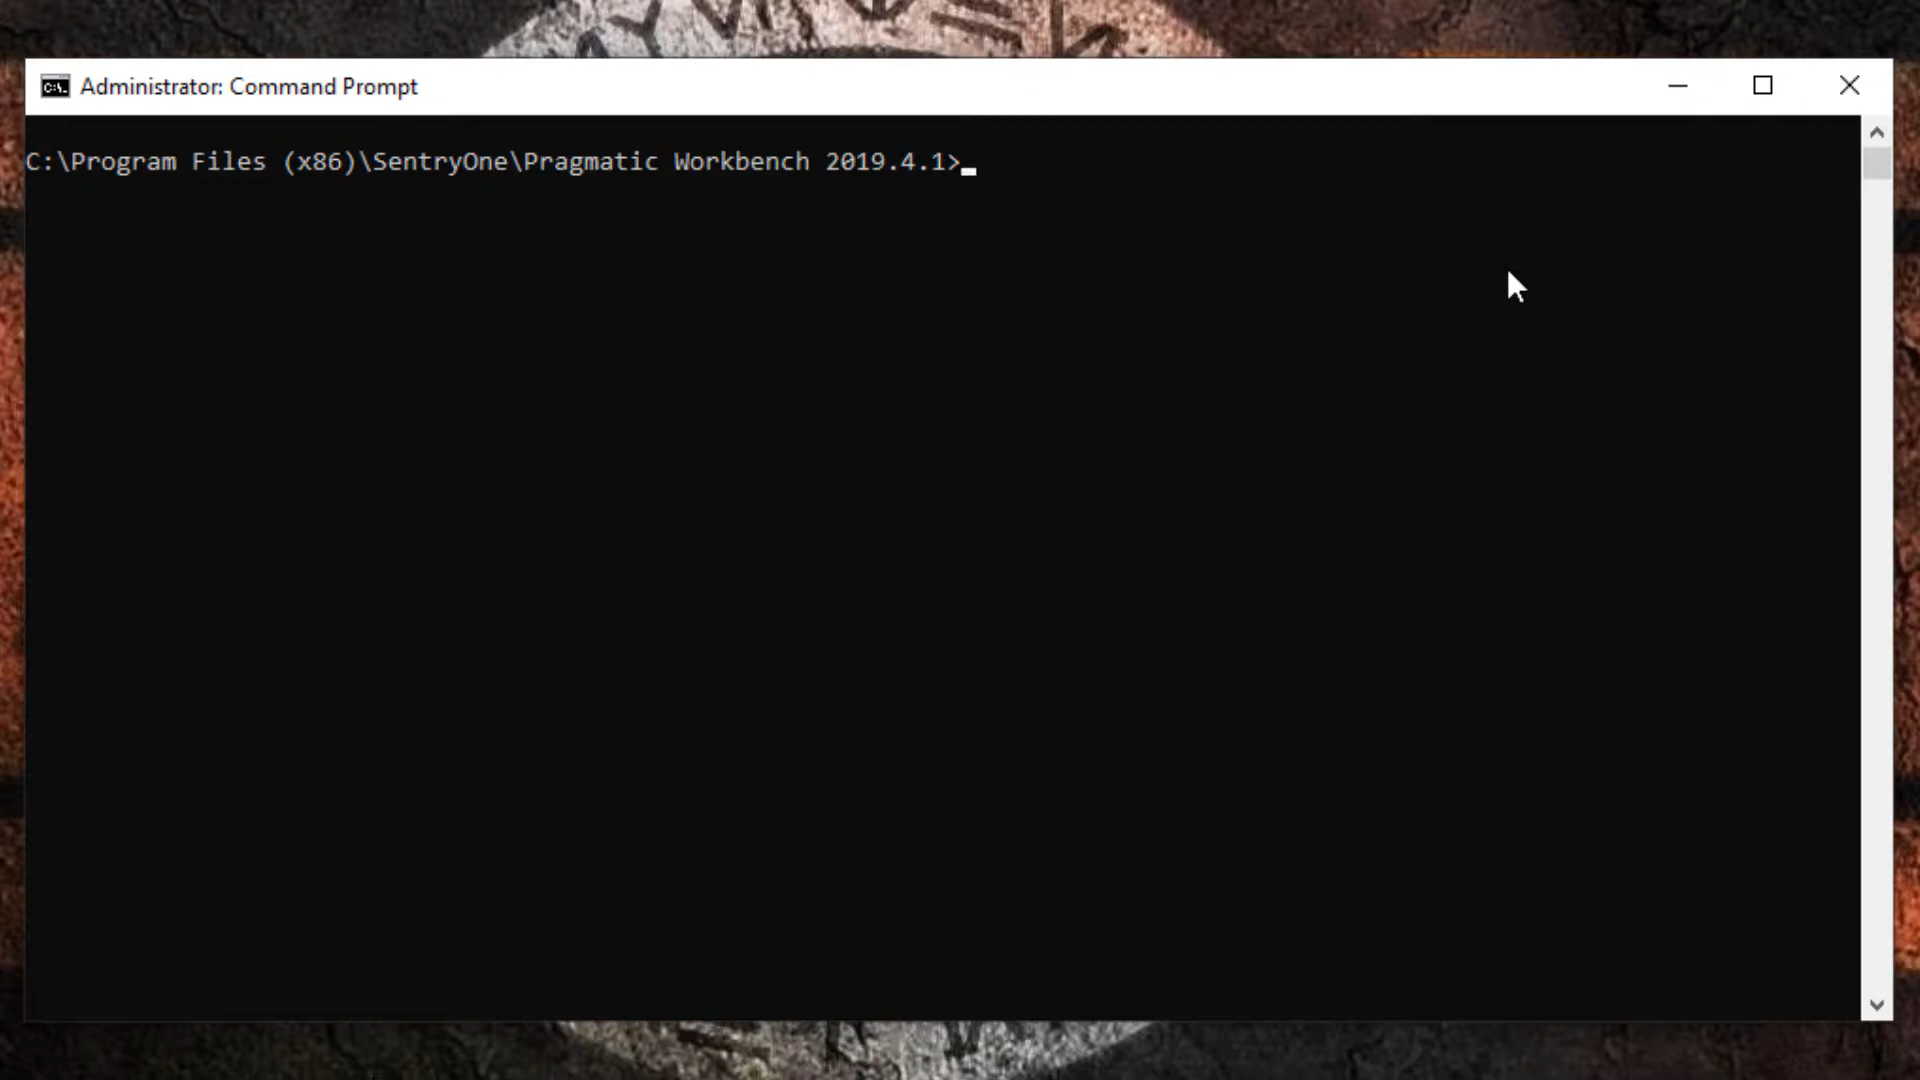 Administrator: Command Prompt
C:\Program Files (x86)\SentryOne\Pragmatic Workbench 2019.4.1>